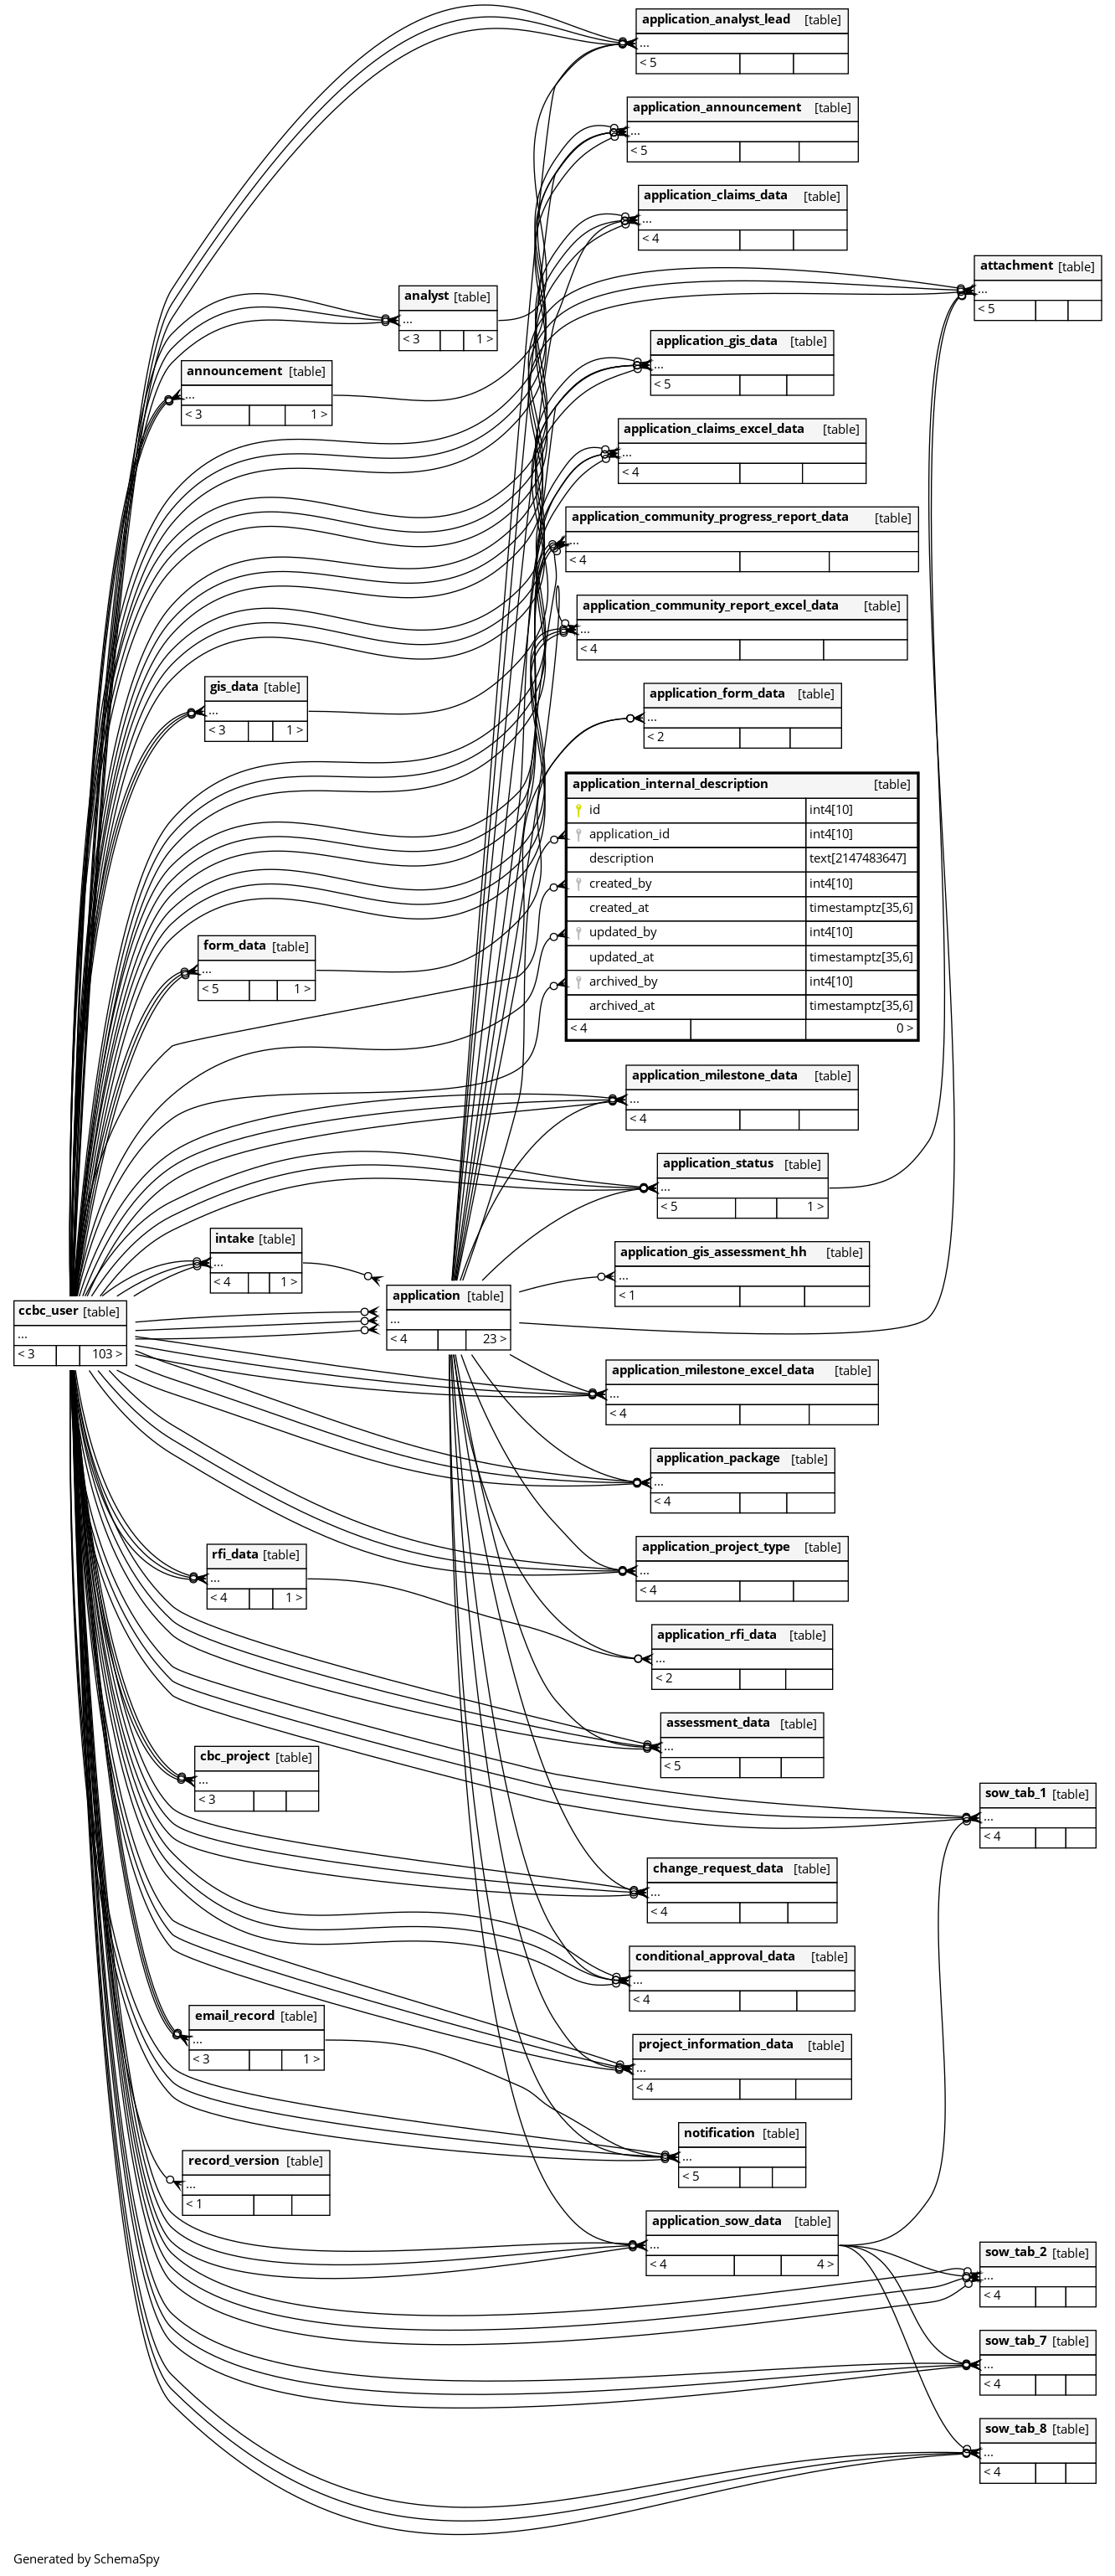 application_analyst_lead [table]
...
< 5
application_announcement [table]
...
< 5
application_claims_data [table]
...
< 4
attachment [table]
...
< 5
analyst [table]
...
< 3 1 >
application_gis_data [table]
...
< 5
announcement [table]
...
< 3 1 >
application_claims_excel_data [table]
...
< 4
application_community_progress_report_data [table]
...
< 4
application_community_report_excel_data [table]
...
< 4
gis_data [table]
...
< 3 1 >
application_form_data [table]
...
< 2
application_internal_description [table]
id int4[10]
application_id int4[10]
description text[2147483647]
created_by int4[10]
created_at timestamptz[35,6]
updated_by int4[10]
updated_at timestamptz[35,6]
archived_by int4[10]
archived_at timestamptz[35,6]
< 4 0 >
form_data [table]
...
< 5 1 >
application_milestone_data [table]
...
< 4
application_status [table]
...
< 5 1 >
intake [table]
...
< 4 1 >
application_gis_assessment_hh [table]
...
< 1
ccbc_user [table]
...
< 3 103 >
application [table]
...
< 4 23 >
application_milestone_excel_data [table]
...
< 4
application_package [table]
...
< 4
application_project_type [table]
...
< 4
rfi_data [table]
...
< 4 1 >
application_rfi_data [table]
...
< 2
assessment_data [table]
...
< 5
cbc_project [table]
...
< 3
sow_tab_1 [table]
...
< 4
change_request_data [table]
...
< 4
conditional_approval_data [table]
...
< 4
email_record [table]
...
< 3 1 >
project_information_data [table]
...
< 4
notification [table]
...
< 5
record_version [table]
...
< 1
application_sow_data [table]
...
< 4 4 >
sow_tab_2 [table]
...
< 4
sow_tab_7 [table]
...
< 4
sow_tab_8 [table]
...
< 4
Generated by SchemaSpy